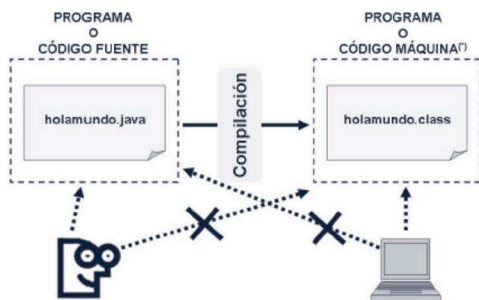 PROGRAMA
O
CÓDIGO FUENTE
holamundo.java
Compilación
PROGRAMA
O
CÓDIGO MÁQUINA(*)
holamundo.class